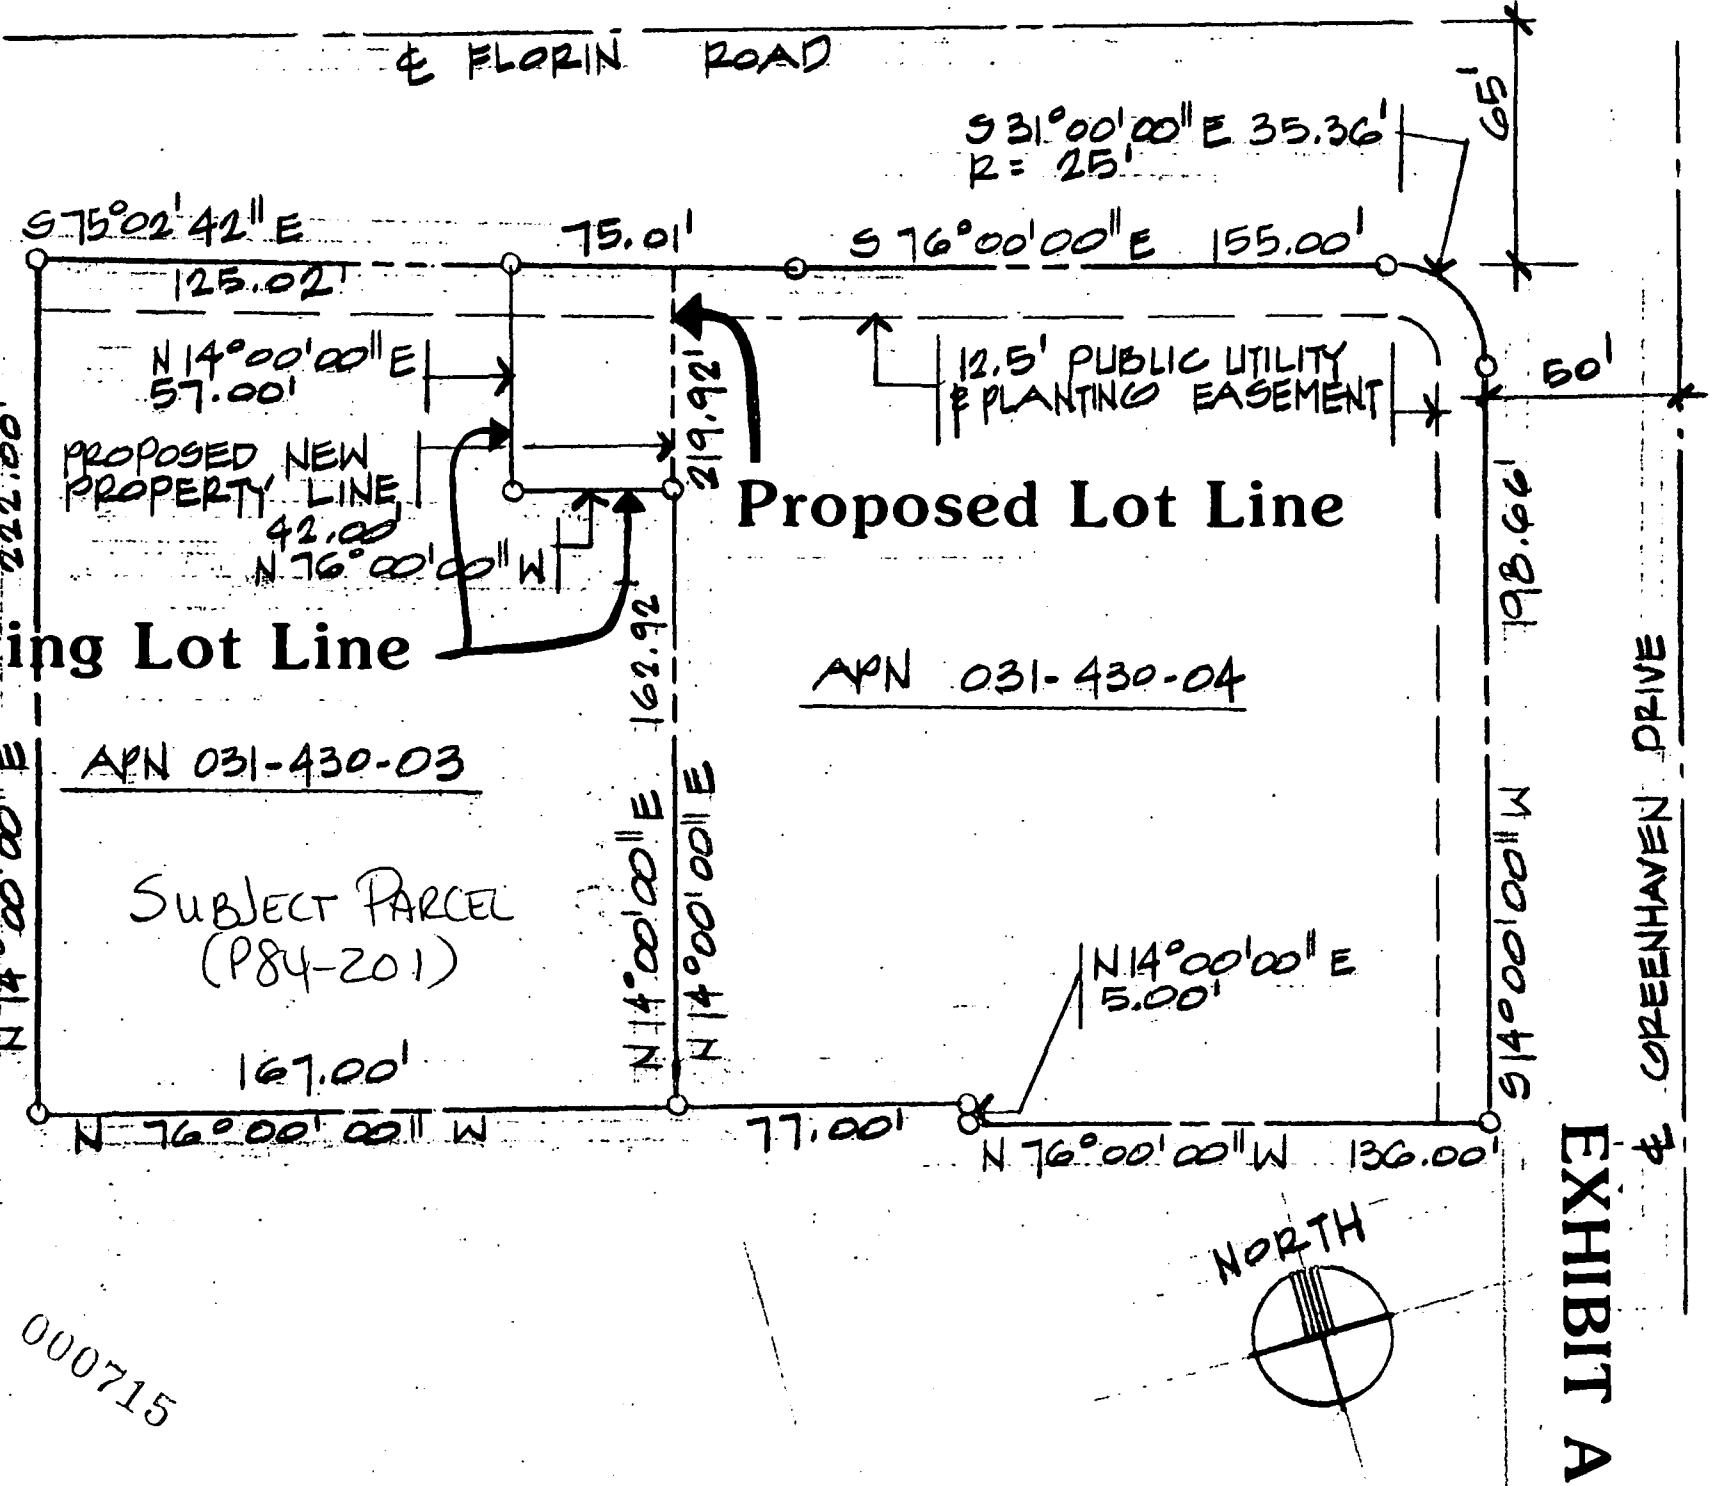 ℄ FLORIN ROAD
65'
S 31°00'00" E 35.36'
R = 25'
S 75°02'42" E
125.02'
75.01'
S 76°00'00" E 155.00'
N 14°00'00" E
57.00'
219.92'
12.5' PUBLIC UTILITY
& PLANTING EASEMENT
50'
PROPOSED NEW
PROPERTY LINE
42.00'
N 76°00'00" W
222.00'
N 14°00'00" E
Proposed Lot Line
198.66'
S 14°00'00" W
ing Lot Line
162.92'
N 14°00'00" E
N 14°00'00" E
APN 031-430-04
APN 031-430-03
SUBJECT PARCEL
(P84-201)
℄ GREENHAVEN DRIVE
N 14°00'00" E
5.00'
167.00'
N 76°00'00" W
77.00'
N 76°00'00" W 136.00'
NORTH
EXHIBIT A
000715